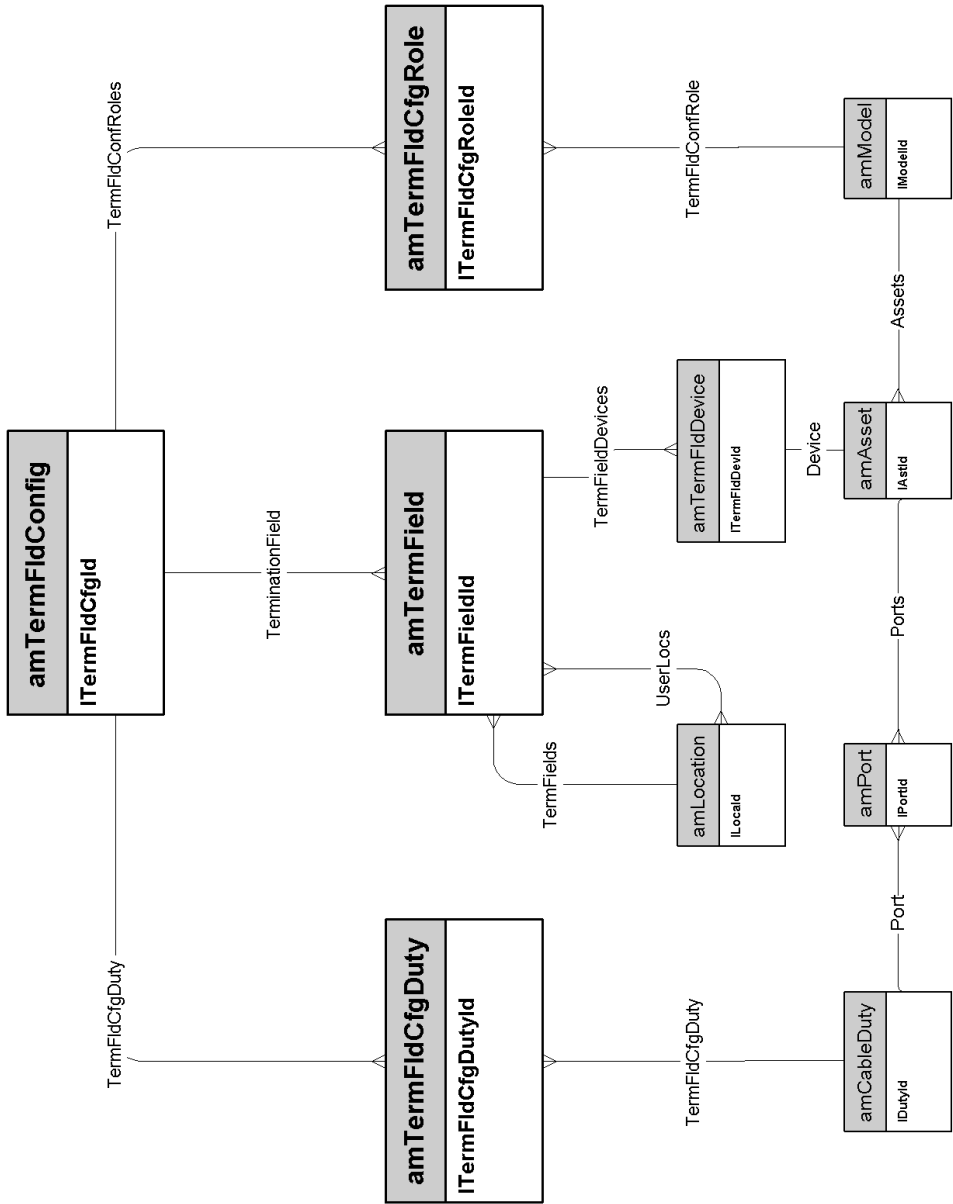 amTermFldConfig
lTermFldCfgId
TermFldCfgDuty
TermFldConfRoles
TerminationField
amTermFldCfgDuty
lTermFldCfgDutyId
amTermField
lTermFieldId
amTermFldCfgRole
lTermFldCfgRoleId
TermFields
UserLocs
TermFieldDevices
TermFldCfgDuty
amLocation
lLocaId
amTermFldDevice
lTermFldDevId
TermFldConfRole
Device
amCableDuty
lDutyId
Port
amPort
lPortId
Ports
amAsset
lAstId
Assets
amModel
lModelId